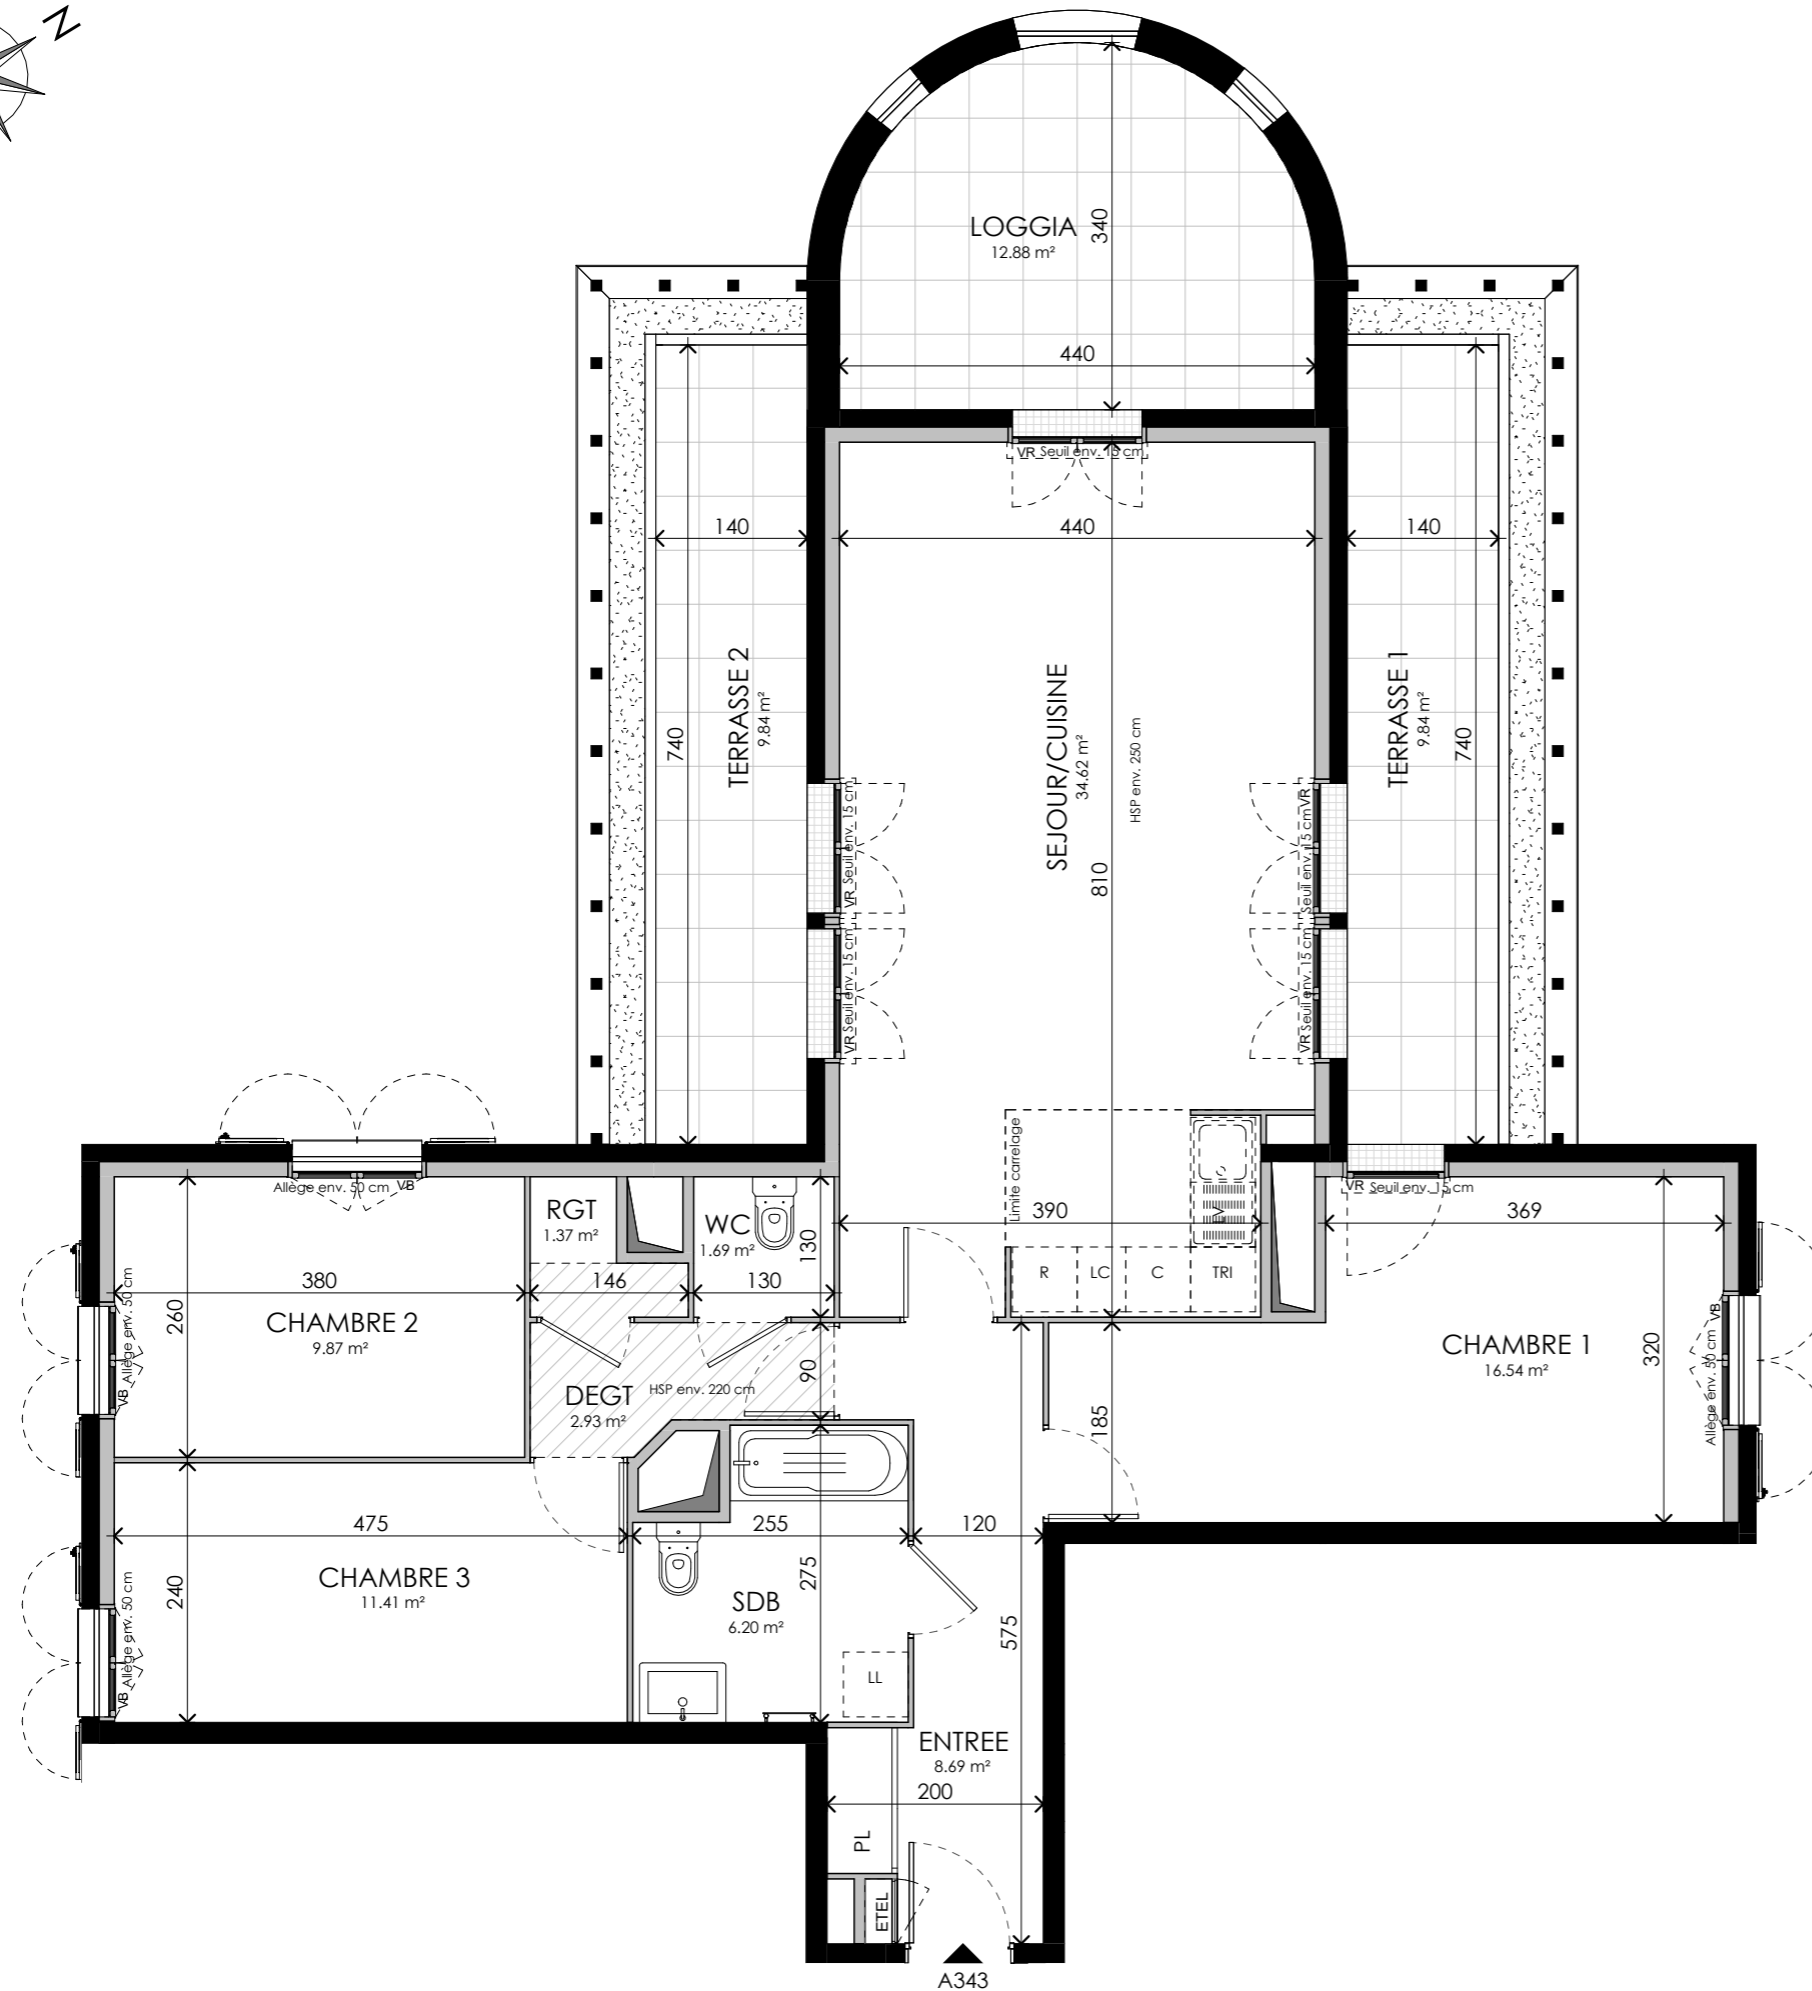 N
LOGGIA
12.88 m²
340
440
VR Seuil env. 15 cm
140
440
140
TERRASSE 2
9.84 m²
740
SEJOUR/CUISINE
34.62 m²
HSP env. 250 cm
810
TERRASSE 1
9.84 m²
740
VR Seuil env. 15 cm
Seuil env. 15 cm VR
VR Seuil env. 15 cm
VR Seuil env. 15 cm
Limite carrelage
Allège env. 50 cm VB
RGT
1.37 m²
WC
1.69 m²
130
390
LV
VR Seuil env. 15 cm
369
R
LC
C
TRI
380
146
130
260
VB Allège env. 50 cm
CHAMBRE 2
9.87 m²
CHAMBRE 1
16.54 m²
320
Allège env. 50 cm VB
DEGT
2.93 m²
HSP env. 220 cm
90
185
475
255
120
CHAMBRE 3
11.41 m²
240
VB Allège env. 50 cm
SDB
6.20 m²
275
575
LL
ENTREE
8.69 m²
200
PL
ETEL
A343